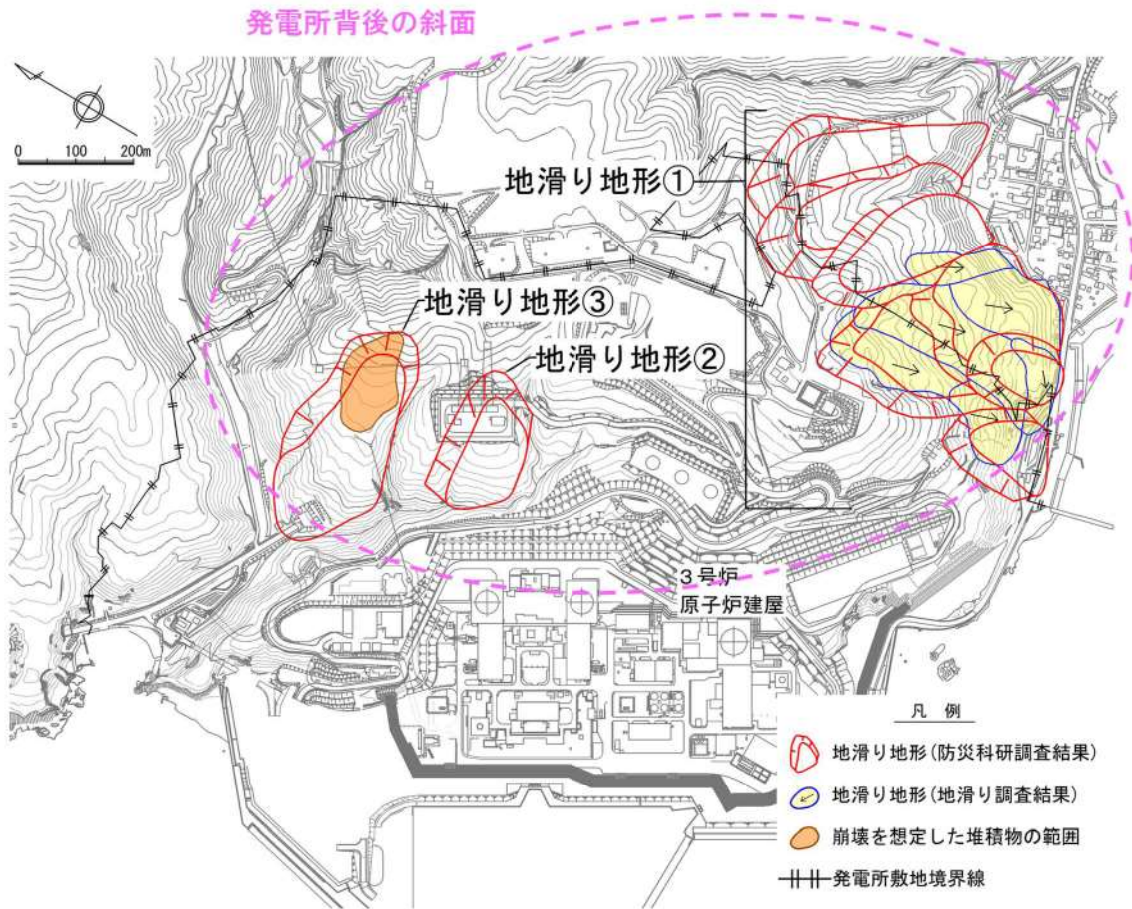 発電所背後の斜面
0 100 200m
地滑り地形①
地滑り地形③
地滑り地形②
3号炉
原子炉建屋
凡 例
地滑り地形(防災科研調査結果)
地滑り地形(地滑り調査結果)
崩壊を想定した堆積物の範囲
発電所敷地境界線